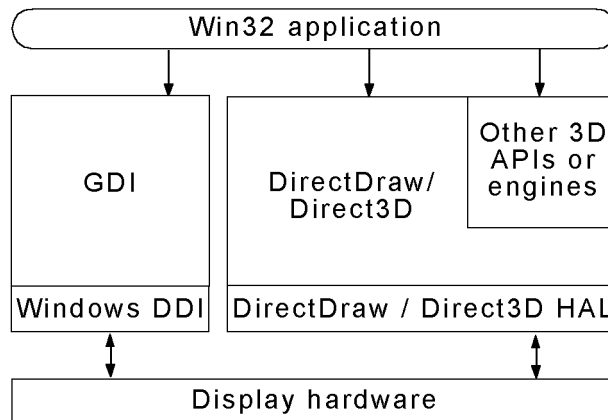 Win32 application
GDI
DirectDraw/
Direct3D
Other 3D
APIs or
engines
Windows DDI
DirectDraw / Direct3D HAL
Display hardware